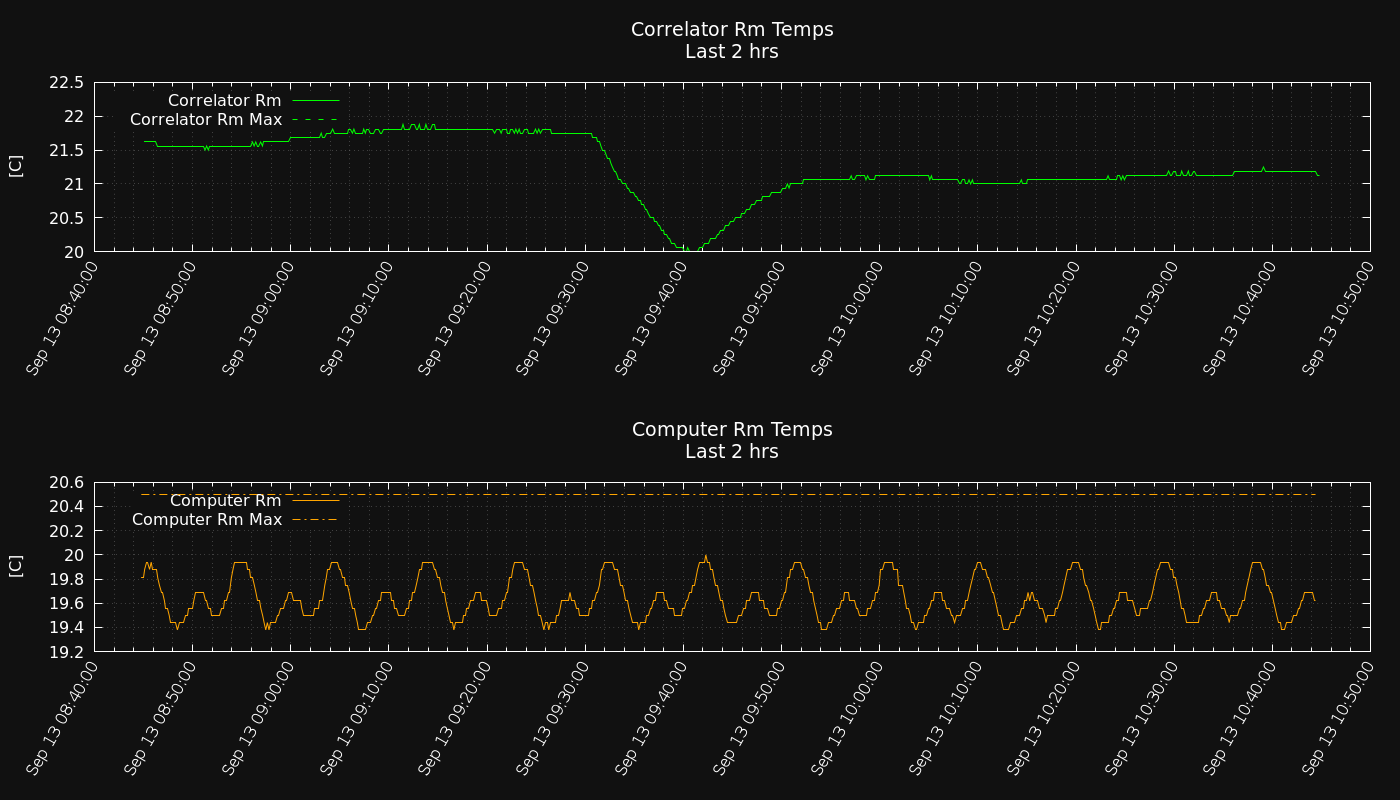 Correlator Rm Temps
Last 2 hrs
22.5
22
21.5
21
20.5
20
[C]
Correlator Rm
Correlator Rm Max
Sep 13 08:40:00
Sep 13 08:50:00
Sep 13 09:00:00
Sep 13 09:10:00
Sep 13 09:20:00
Sep 13 09:30:00
Sep 13 09:40:00
Sep 13 09:50:00
Sep 13 10:00:00
Sep 13 10:10:00
Sep 13 10:20:00
Sep 13 10:30:00
Sep 13 10:40:00
Sep 13 10:50:00
Computer Rm Temps
Last 2 hrs
20.6
20.4
20.2
20
19.8
19.6
19.4
19.2
[C]
Computer Rm
Computer Rm Max
Sep 13 08:40:00
Sep 13 08:50:00
Sep 13 09:00:00
Sep 13 09:10:00
Sep 13 09:20:00
Sep 13 09:30:00
Sep 13 09:40:00
Sep 13 09:50:00
Sep 13 10:00:00
Sep 13 10:10:00
Sep 13 10:20:00
Sep 13 10:30:00
Sep 13 10:40:00
Sep 13 10:50:00